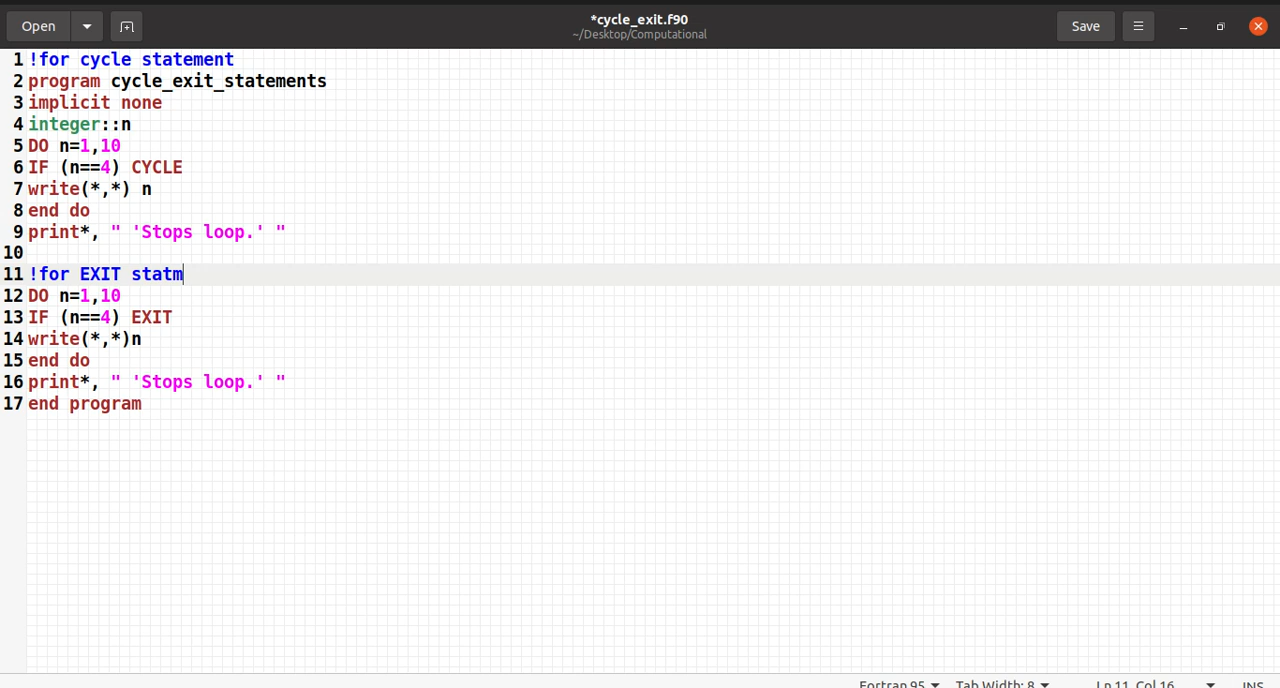 Open
*cycle_exit.f90
~/Desktop/Computational
Save
1 !for cycle statement
2 program cycle_exit_statements
3 implicit none
4 integer::n
5 DO n=1,10
6 IF (n==4) CYCLE
7 write(*,*) n
8 end do
9 print*, " 'Stops loop.' "
10
11 !for EXIT statm
12 DO n=1,10
13 IF (n==4) EXIT
14 write(*,*)n
15 end do
16 print*, " 'Stops loop.' "
17 end program
Fortran 95 Tab Width: 8 Ln 11, Col 16 INS